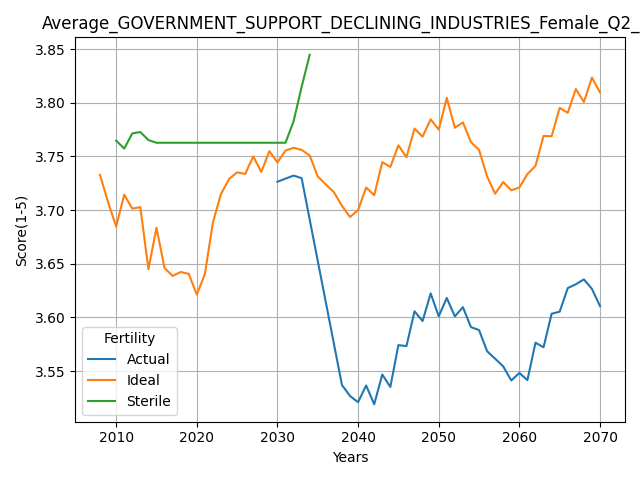 Average_GOVERNMENT_SUPPORT_DECLINING_INDUSTRIES_Female_Q2_
3.85
3.80
3.75
3.70
3.65
3.60
3.55
Score(1-5)
Fertility
Actual
Ideal
Sterile
2010 2020 2030 2040 2050 2060 2070
Years